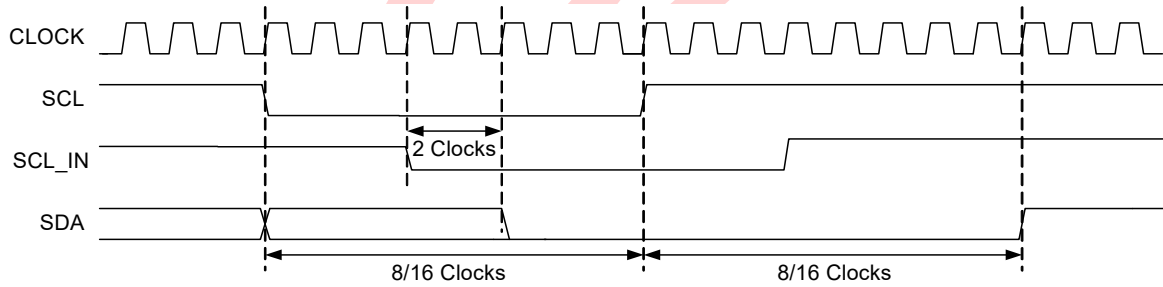 CLOCK
SCL
2 Clocks
SCL_IN
SDA
8/16 Clocks
8/16 Clocks